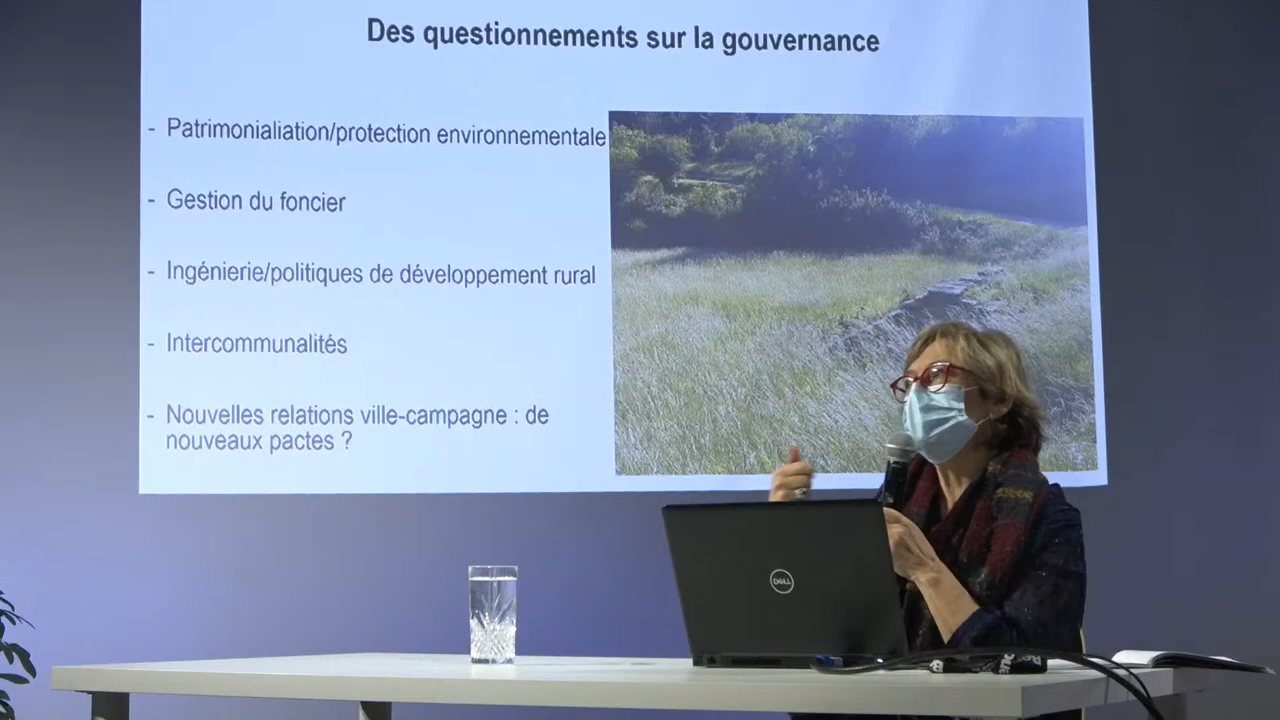 Des questionnements sur la gouvernance
- Patrimonialiation/protection environnementale
- Gestion du foncier
- Ingénierie/politiques de développement rural
- Intercommunalités
- Nouvelles relations ville-campagne : de
nouveaux pactes ?
DELL